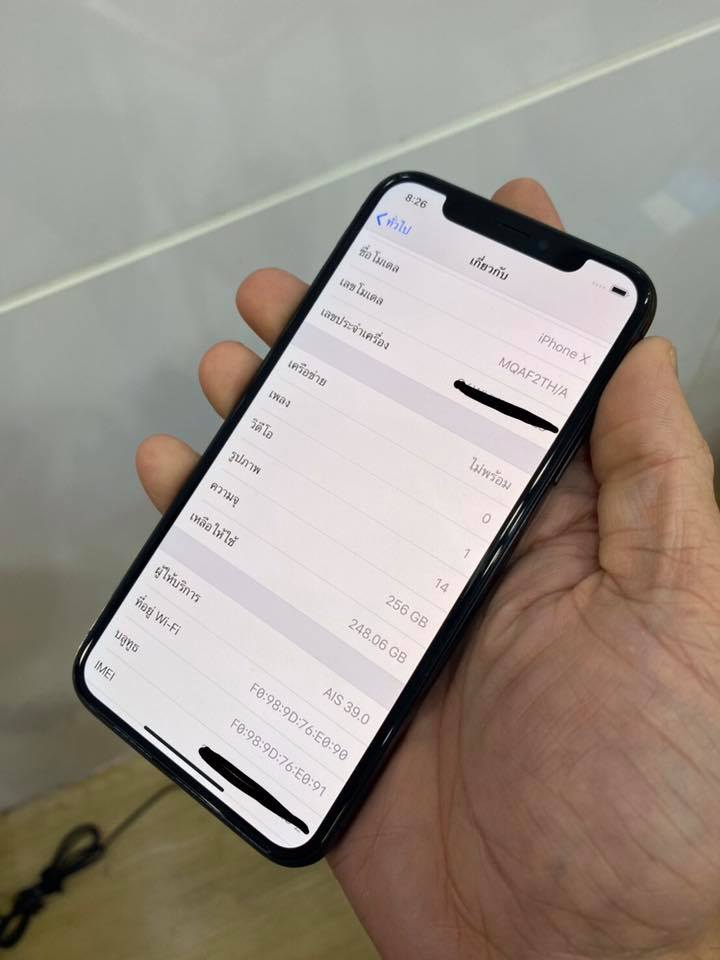 8:26
ทั่วไป
เกี่ยวกับ
ชื่อโมเดล iPhone X
เลขโมเดล MQAF2TH/A
เลขประจำเครื่อง
เครือข่าย ไม่พร้อม
เพลง 0
วิดีโอ 1
รูปภาพ 14
ความจุ 256 GB
เหลือให้ใช้ 248.06 GB
ผู้ให้บริการ AIS 39.0
ที่อยู่ Wi-Fi F0:98:9D:76:E0:90
บลูทูธ F0:98:9D:76:E0:91
IMEI